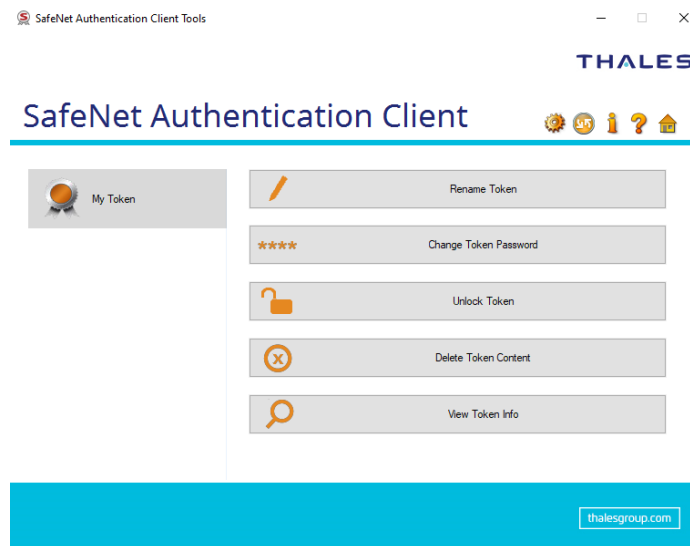 SafeNet Authentication Client Tools
THALES
SafeNet Authentication Client
My Token
Rename Token
****
Change Token Password
Unlock Token
Delete Token Content
View Token Info
thalesgroup.com